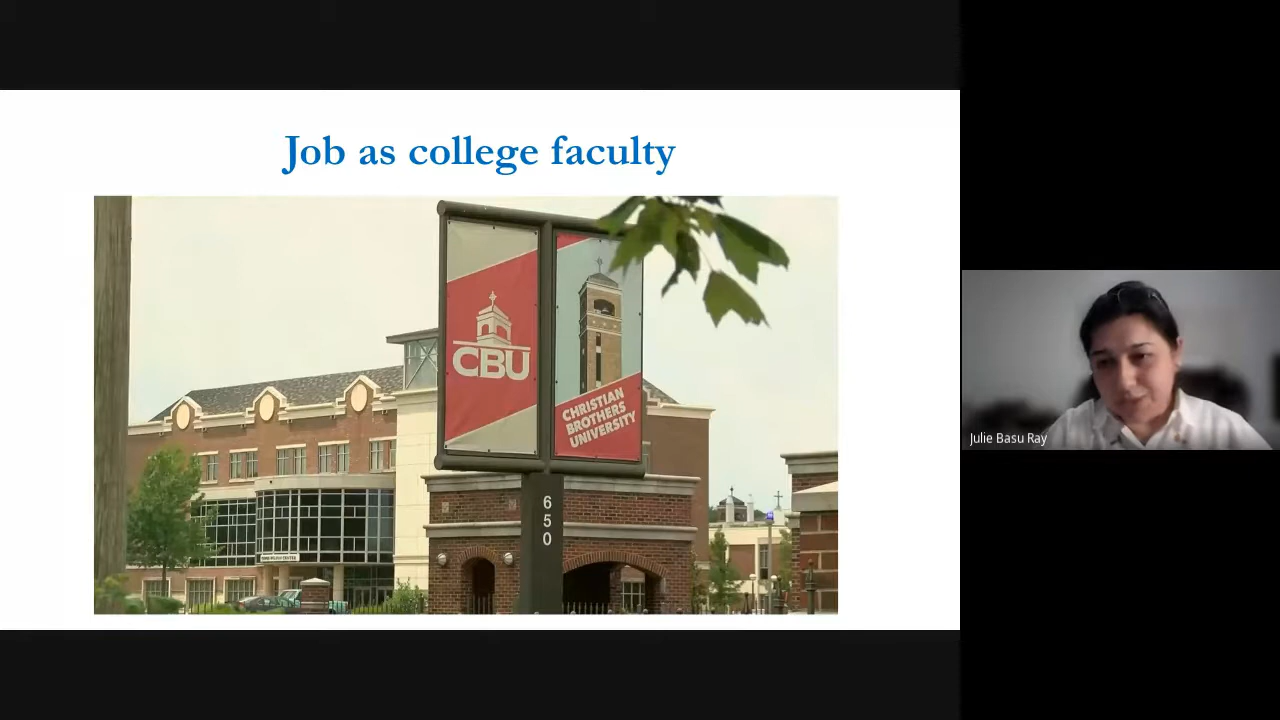 Job as college faculty
CBU
CHRISTIAN
BROTHERS
UNIVERSITY
6
5
0
Julie Basu Ray